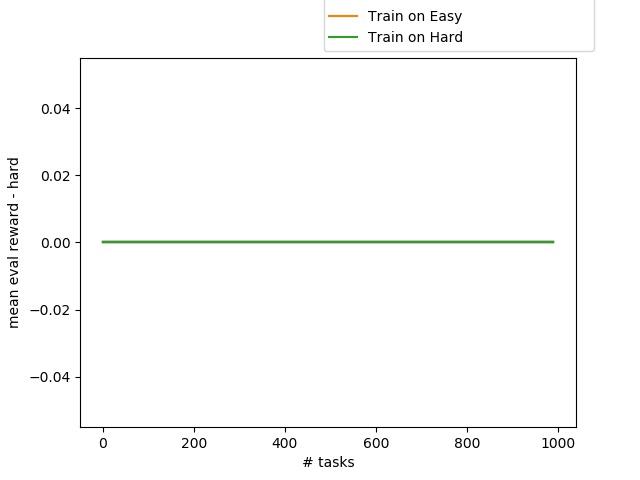 Train on Easy
Train on Hard
0.04
0.02
0.00
−0.02
−0.04
mean eval reward - hard
0 200 400 600 800 1000
# tasks